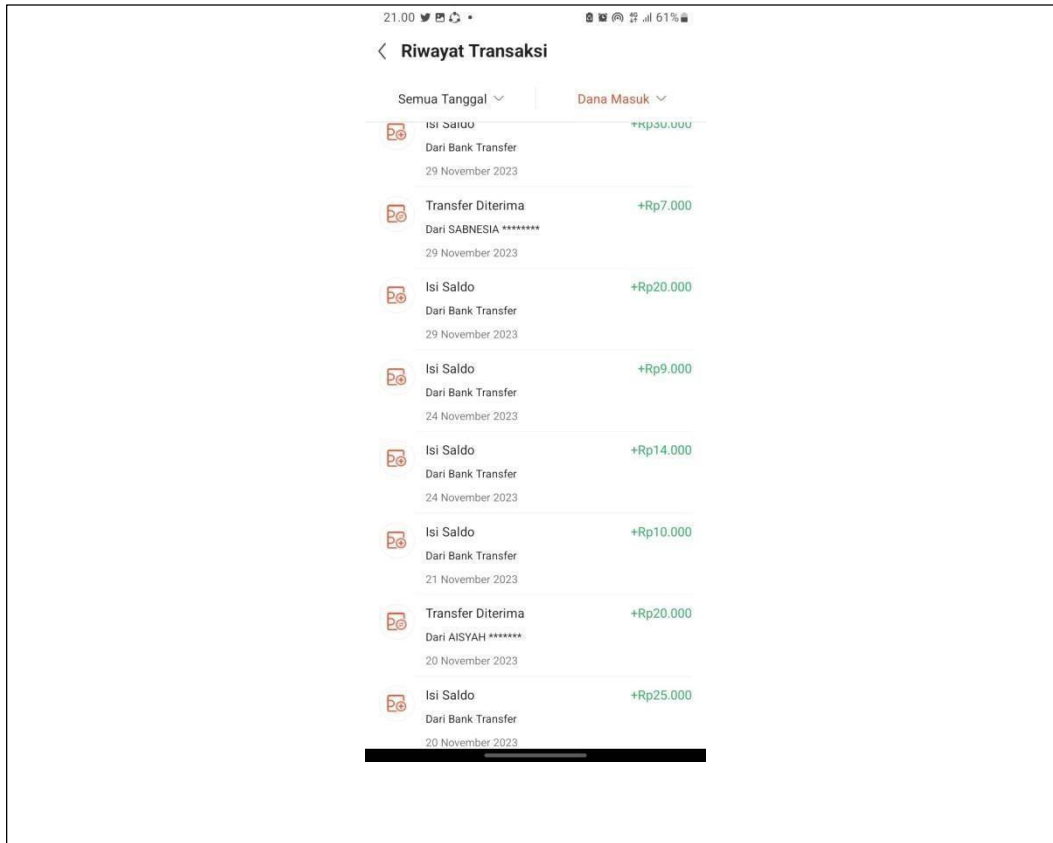 21.00
61%
Riwayat Transaksi
Semua Tanggal
Dana Masuk
Isi Saldo +Rp30.000
Dari Bank Transfer
29 November 2023
Transfer Diterima +Rp7.000
Dari SABNESIA ********
29 November 2023
Isi Saldo +Rp20.000
Dari Bank Transfer
29 November 2023
Isi Saldo +Rp9.000
Dari Bank Transfer
24 November 2023
Isi Saldo +Rp14.000
Dari Bank Transfer
24 November 2023
Isi Saldo +Rp10.000
Dari Bank Transfer
21 November 2023
Transfer Diterima +Rp20.000
Dari AISYAH *******
20 November 2023
Isi Saldo +Rp25.000
Dari Bank Transfer
20 November 2023